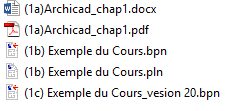 (1a)Archicad_chap1.docx
(1a)Archicad_chap1.pdf
(1b) Exemple du Cours.bpn
(1b) Exemple du Cours.pln
(1c) Exemple du Cours_vesion 20.bpn